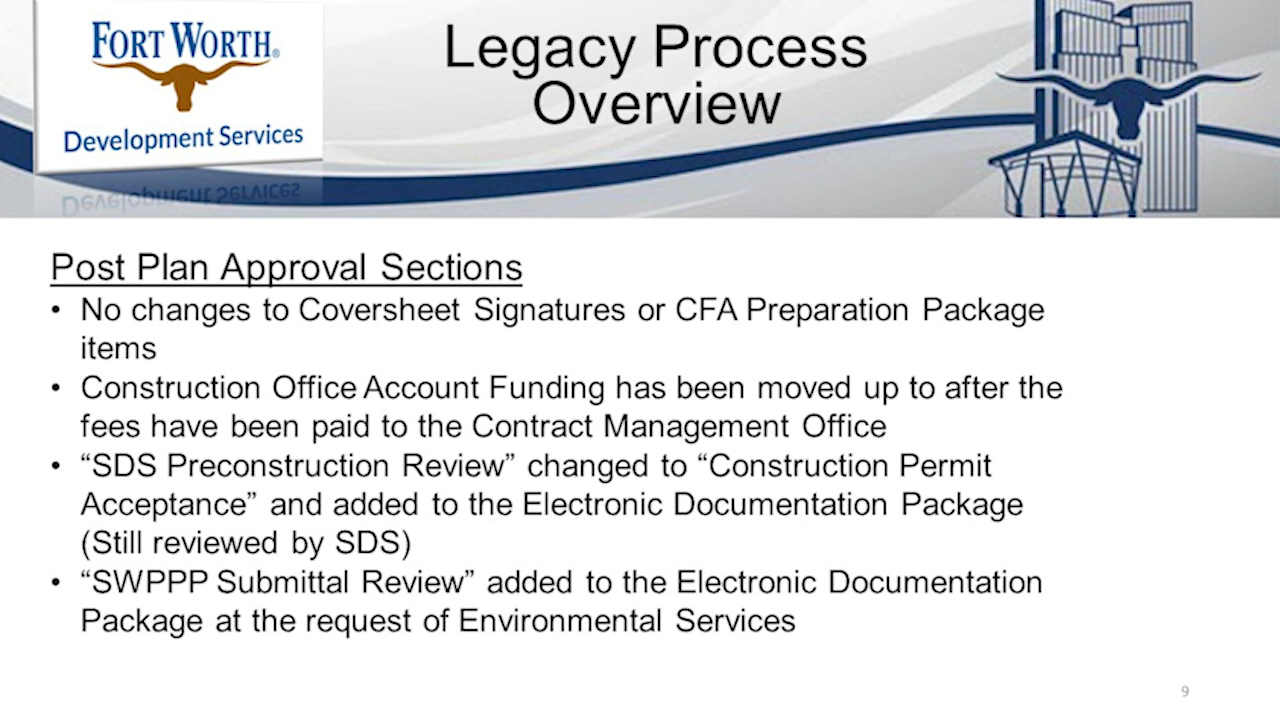 FORT WORTH®
Development Services
Legacy Process
Overview
Post Plan Approval Sections
• No changes to Coversheet Signatures or CFA Preparation Package
items
• Construction Office Account Funding has been moved up to after the
fees have been paid to the Contract Management Office
• “SDS Preconstruction Review” changed to “Construction Permit
Acceptance” and added to the Electronic Documentation Package
(Still reviewed by SDS)
• “SWPPP Submittal Review” added to the Electronic Documentation
Package at the request of Environmental Services
9